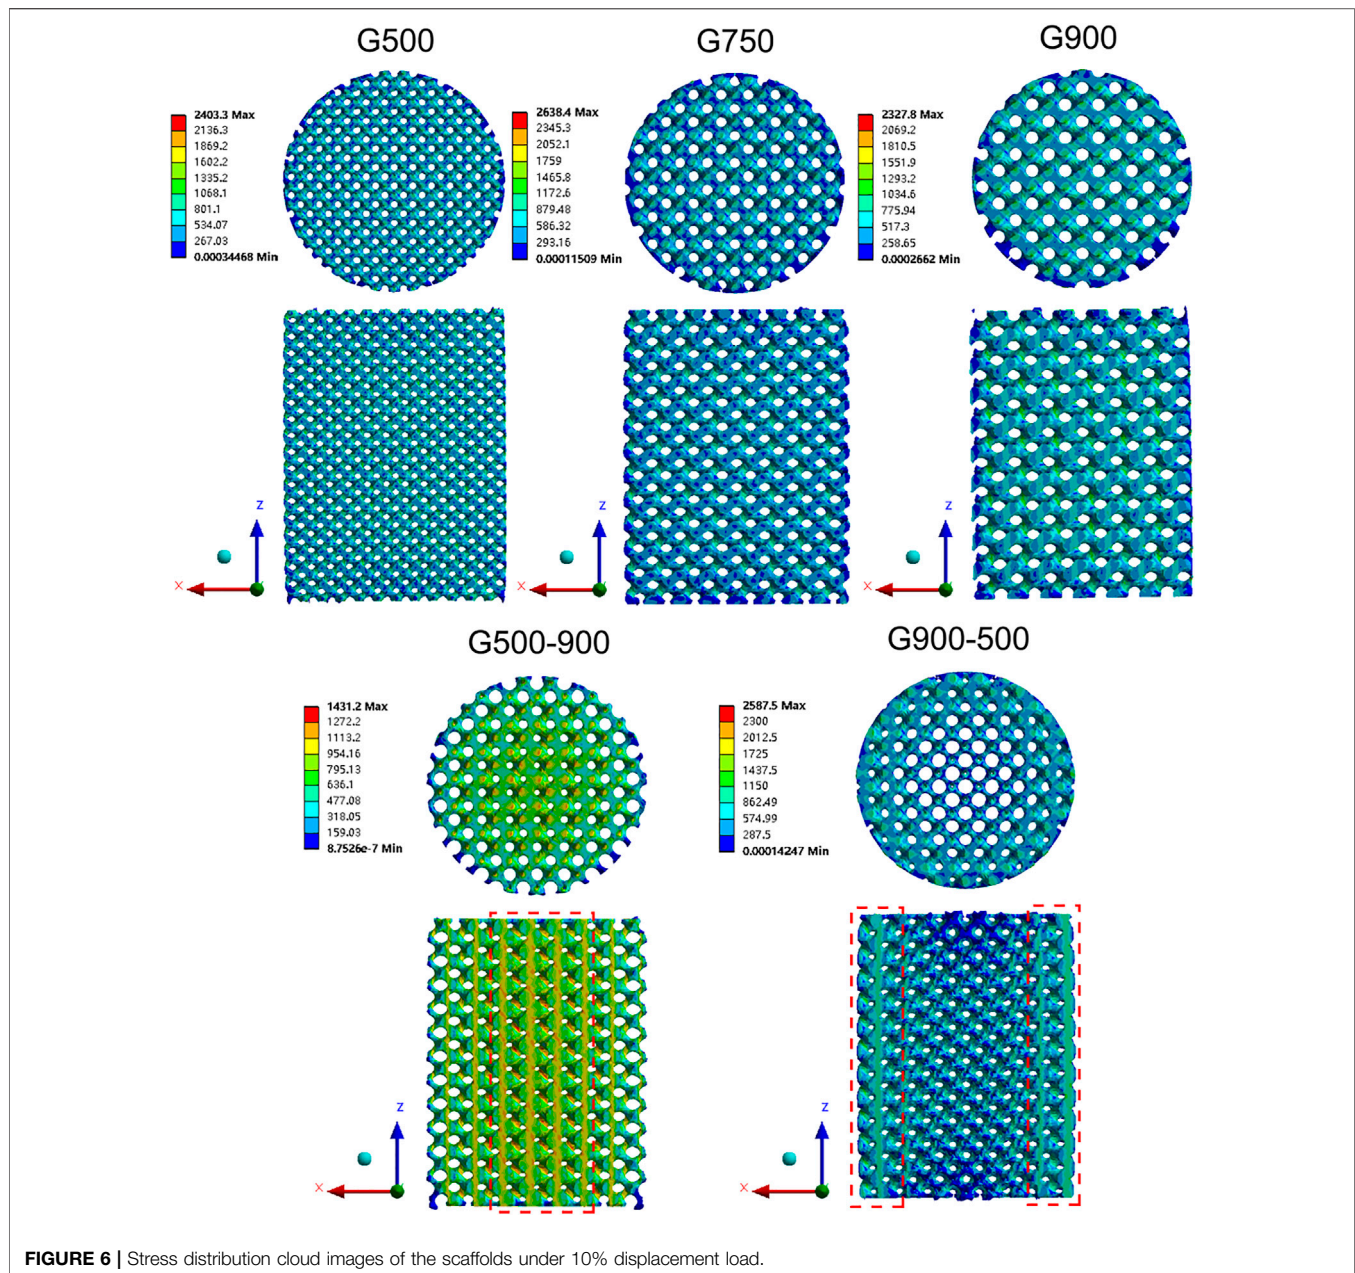 G500
G750
G900
2403.3 Max
2136.3
1869.2
1602.2
1335.2
1068.1
801.1
534.07
267.03
0.00034468 Min
2638.4 Max
2345.3
2052.1
1759
1465.8
1172.6
879.48
586.32
293.16
0.00011509 Min
2327.8 Max
2069.2
1810.5
1551.9
1293.2
1034.6
775.94
517.3
258.65
0.0002662 Min
Z
X
Z
X
Z
X
G500-900
G900-500
1431.2 Max
1272.2
1113.2
954.16
795.13
636.1
477.08
318.05
159.03
8.7526e-7 Min
2587.5 Max
2300
2012.5
1725
1437.5
1150
862.49
574.99
287.5
0.00014247 Min
Z
X
Z
X
FIGURE 6 | Stress distribution cloud images of the scaffolds under 10% displacement load.